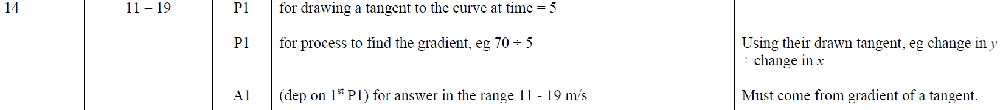 14 11 – 19 P1 for drawing a tangent to the curve at time = 5
P1 for process to find the gradient, eg 70 ÷ 5 Using their drawn tangent, eg change in y
÷ change in x
A1 (dep on 1st P1) for answer in the range 11 - 19 m/s Must come from gradient of a tangent.